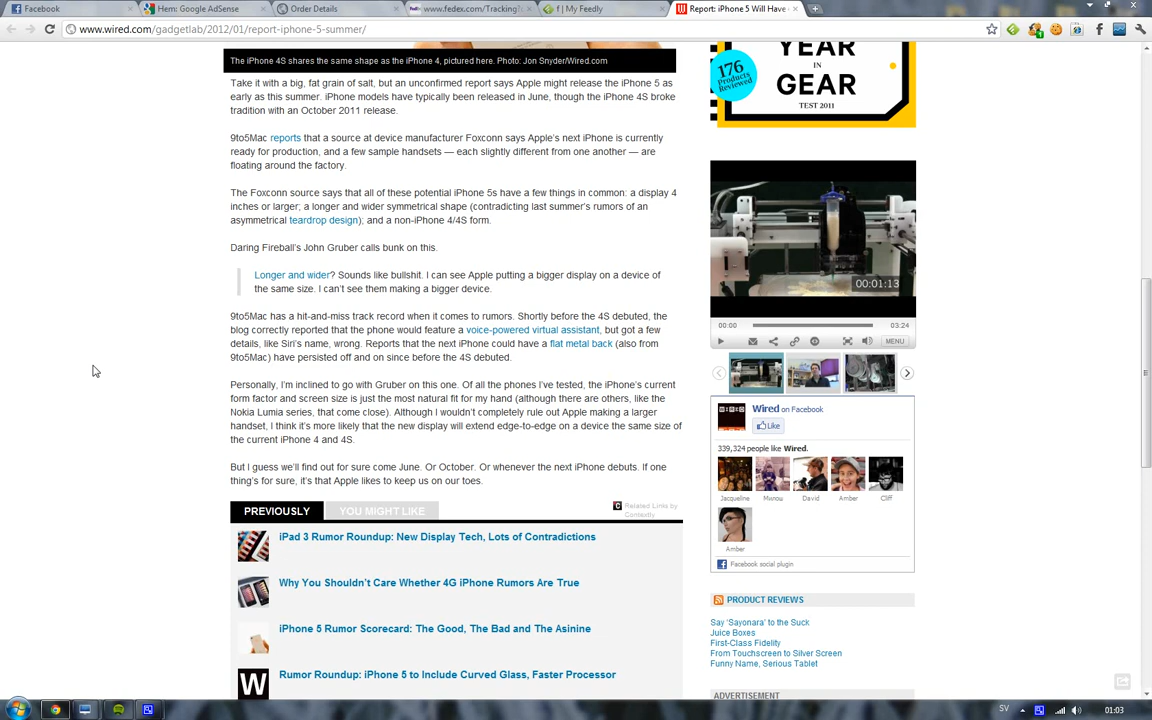 Facebook
Hem: Google AdSense
Order Details
www.fedex.com/Tracking?
f | My Feedly
Report: iPhone 5 Will Have
www.wired.com/gadgetlab/2012/01/report-iphone-5-summer/
The iPhone 4S shares the same shape as the iPhone 4, pictured here. Photo: Jon Snyder/Wired.com
Take it with a big, fat grain of salt, but an unconfirmed report says Apple might release the iPhone 5 as
early as this summer. iPhone models have typically been released in June, though the iPhone 4S broke
tradition with an October 2011 release.
9to5Mac reports that a source at device manufacturer Foxconn says Apple's next iPhone is currently
ready for production, and a few sample handsets — each slightly different from one another — are
floating around the factory.
The Foxconn source says that all of these potential iPhone 5s have a few things in common: a display 4
inches or larger; a longer and wider symmetrical shape (contradicting last summer's rumors of an
asymmetrical teardrop design); and a non-iPhone 4/4S form.
Daring Fireball's John Gruber calls bunk on this.
Longer and wider? Sounds like bullshit. I can see Apple putting a bigger display on a device of
the same size. I can't see them making a bigger device.
9to5Mac has a hit-and-miss track record when it comes to rumors. Shortly before the 4S debuted, the
blog correctly reported that the phone would feature a voice-powered virtual assistant, but got a few
details, like Siri's name, wrong. Reports that the next iPhone could have a flat metal back (also from
9to5Mac) have persisted off and on since before the 4S debuted.
Personally, I'm inclined to go with Gruber on this one. Of all the phones I've tested, the iPhone's current
form factor and screen size is just the most natural fit for my hand (although there are others, like the
Nokia Lumia series, that come close). Although I wouldn't completely rule out Apple making a larger
handset, I think it's more likely that the new display will extend edge-to-edge on a device the same size of
the current iPhone 4 and 4S.
But I guess we'll find out for sure come June. Or October. Or whenever the next iPhone debuts. If one
thing's for sure, it's that Apple likes to keep us on our toes.
PREVIOUSLY
YOU MIGHT LIKE
Related Links by
Contextly
iPad 3 Rumor Roundup: New Display Tech, Lots of Contradictions
Why You Shouldn't Care Whether 4G iPhone Rumors Are True
iPhone 5 Rumor Scorecard: The Good, The Bad and The Asinine
W
Rumor Roundup: iPhone 5 to Include Curved Glass, Faster Processor
YEAR
IN
GEAR
TEST 2011
176
Products
Reviewed
00:01:13
00:00
03:24
MENU
Wired on Facebook
Like
339,324 people like Wired.
Jacqueline
David
Amber
Cliff
Amber
Facebook social plugin
PRODUCT REVIEWS
Say 'Sayonara' to the Suck
Juice Boxes
First-Class Fidelity
From Touchscreen to Silver Screen
Funny Name, Serious Tablet
ADVERTISEMENT
SV
01:03